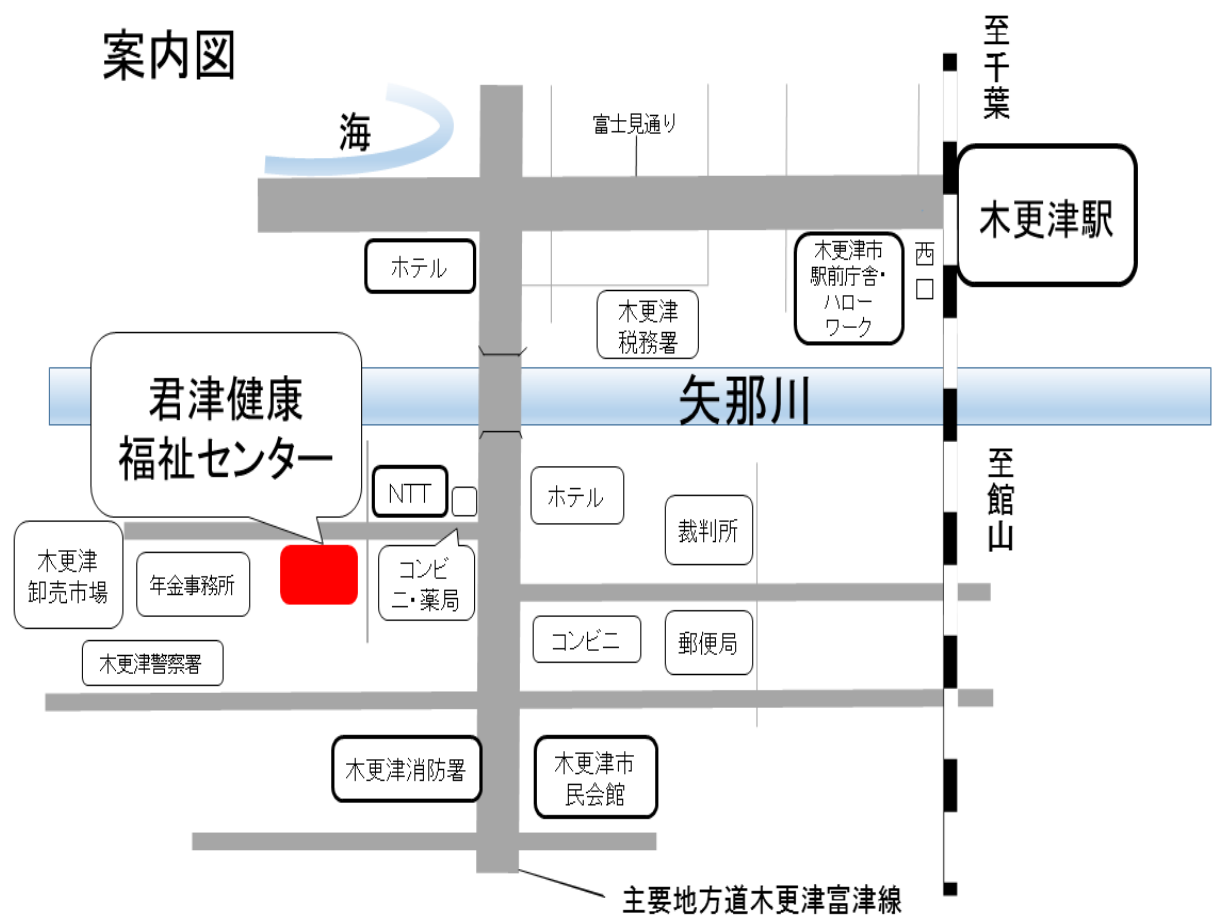 案内図
至千葉
海
富士見通り
木更津駅
ホテル
木更津市
駅前庁舎・
ハロー
ワーク
西口
木更津
税務署
君津健康
福祉センター
矢那川
至館山
NTT
ホテル
裁判所
木更津
卸売市場
年金事務所
コンビ
ニ・薬局
コンビニ
郵便局
木更津警察署
木更津消防署
木更津市
民会館
主要地方道木更津富津線